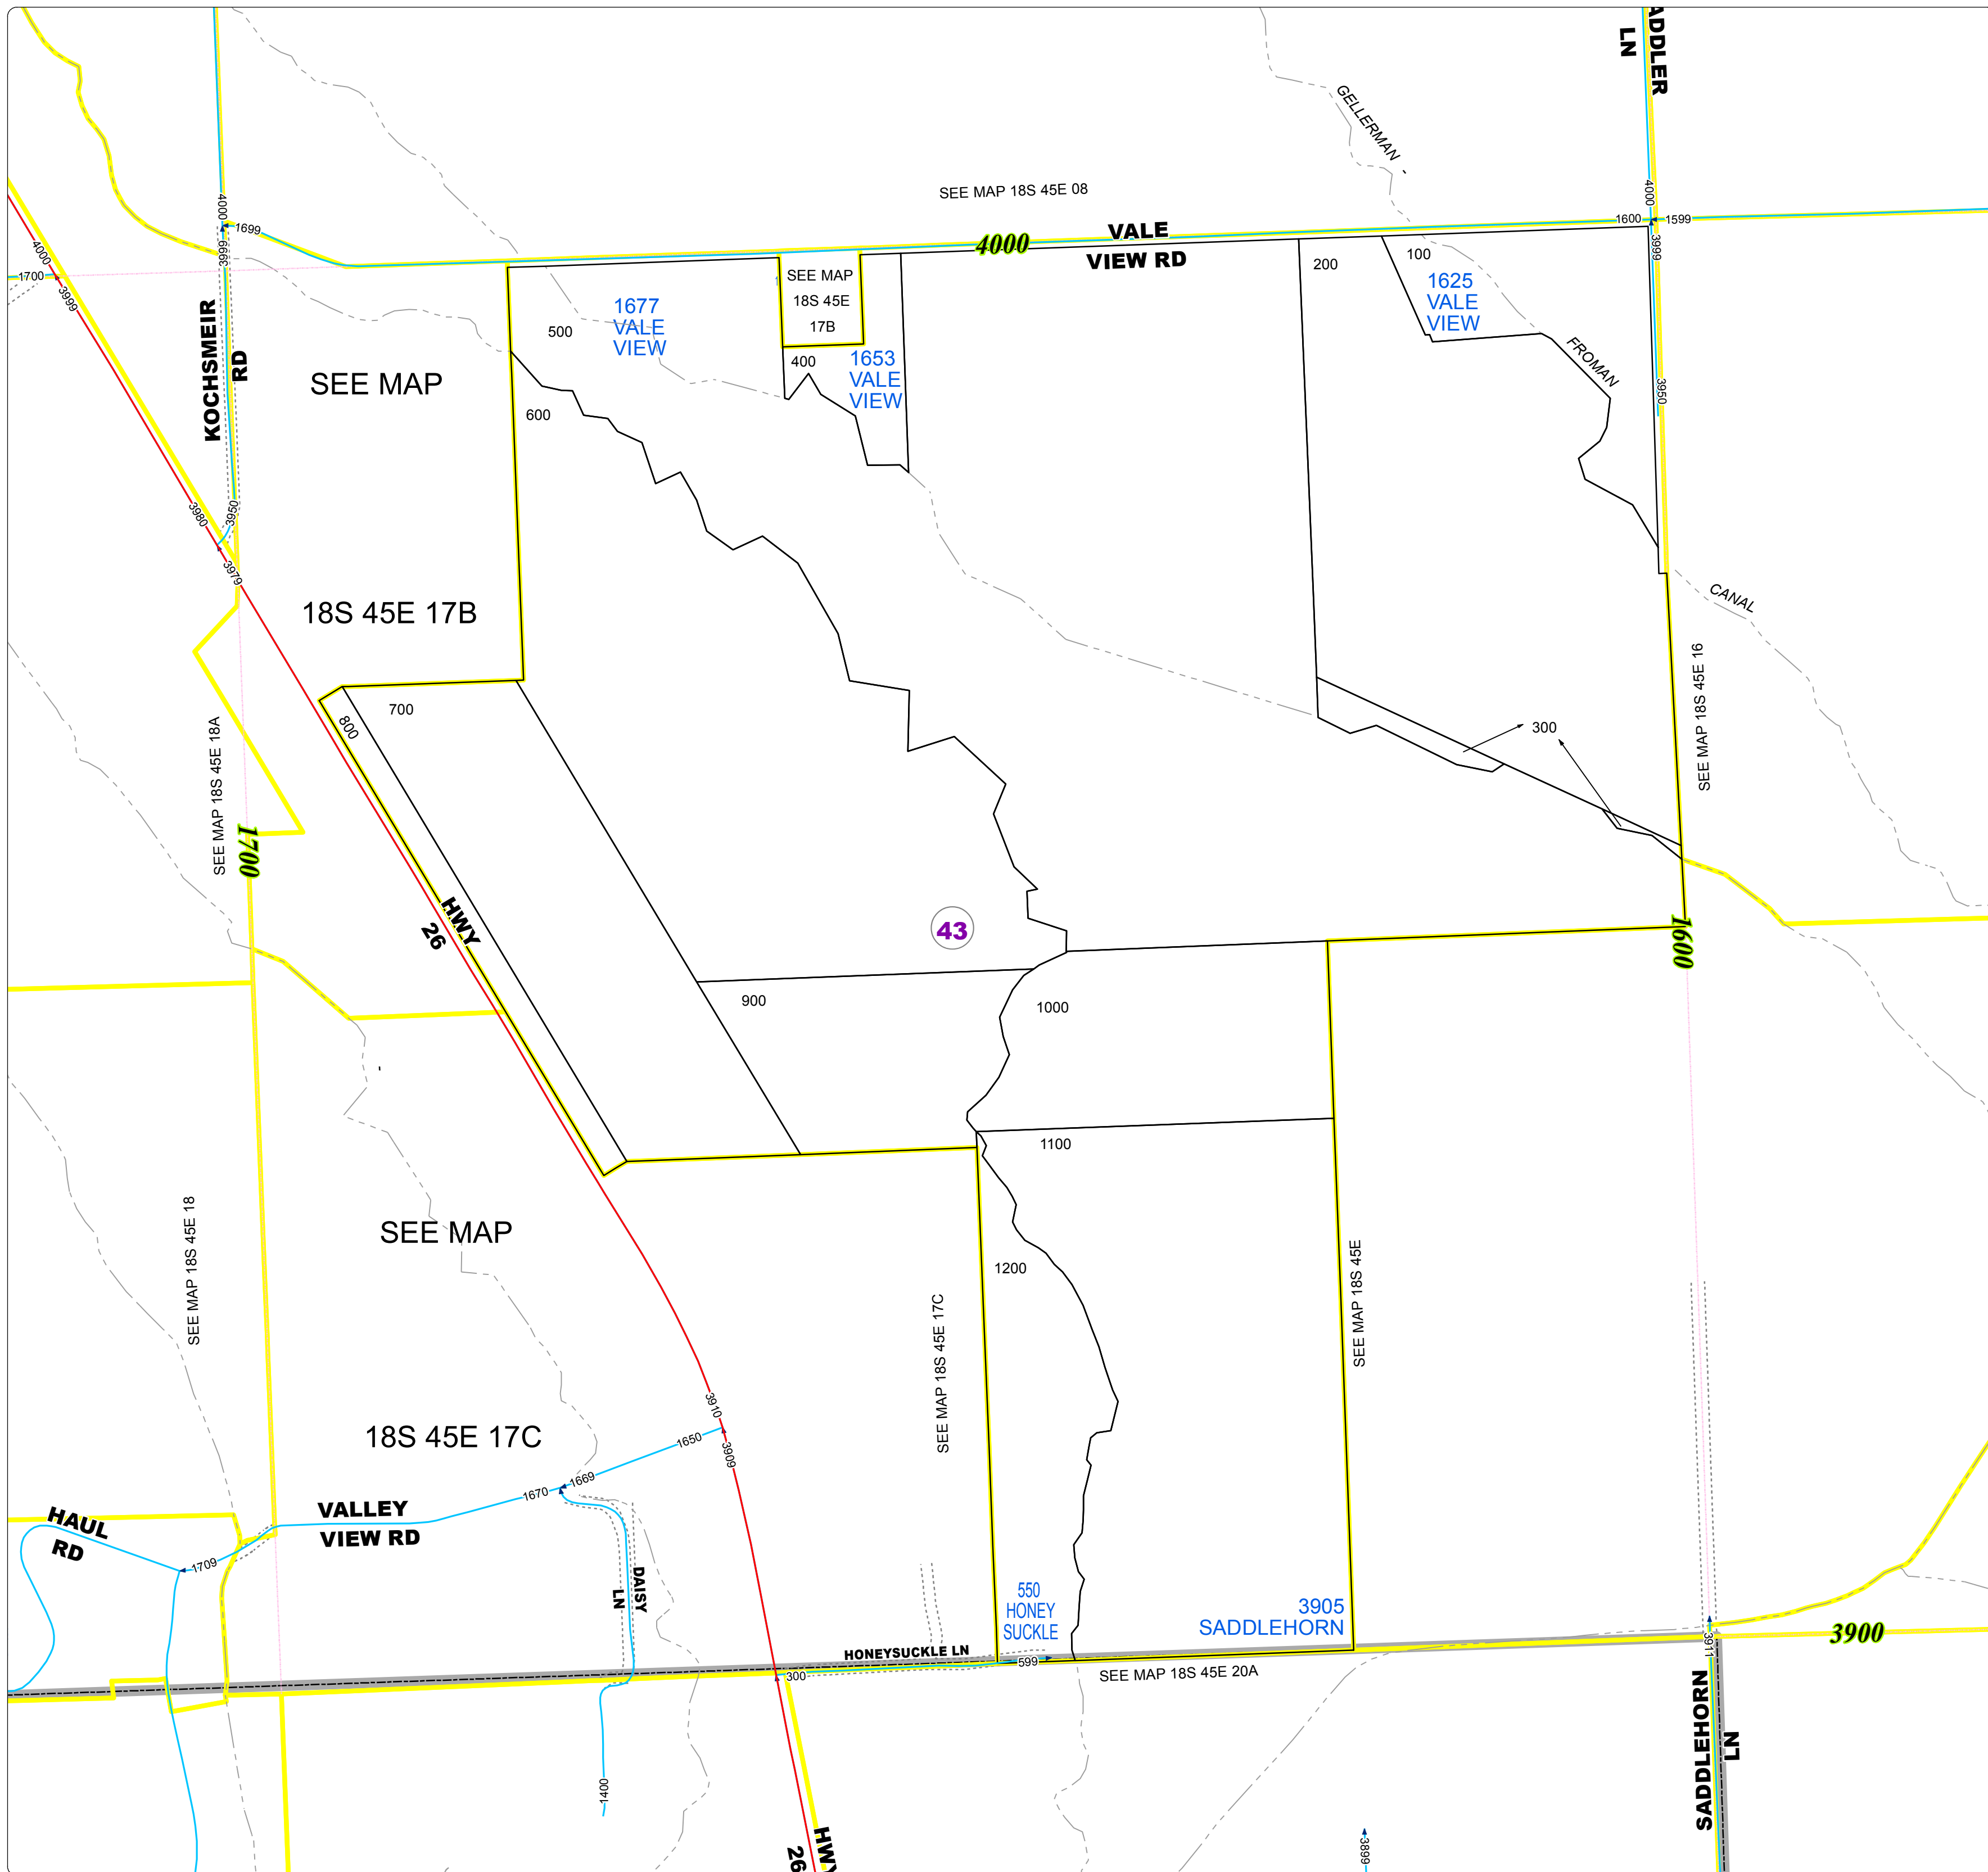 ADDLER
LN
GELLERMAN
SEE MAP 18S 45E 08
4000
1699
3999
4000
3999
1700
KOCHSMEIR
RD
4000
VALE
VIEW RD
4000
1600
1599
3999
3950
SEE MAP
18S 45E
17B
200
100
1625
VALE
VIEW
1677
VALE
VIEW
500
400
1653
VALE
VIEW
FROMAN
SEE MAP
600
3980
3950
3979
18S 45E 17B
CANAL
SEE MAP 18S 45E 16
700
800
300
SEE MAP 18S 45E 18A
1700
HWY
26
43
1600
900
1000
1100
SEE MAP 18S 45E 18
SEE MAP
1200
SEE MAP 18S 45E 17C
SEE MAP 18S 45E
3910
18S 45E 17C
1650
3909
1669
1670
HAUL
RD
VALLEY
VIEW RD
1709
DAISY
LN
550
HONEY
SUCKLE
3905
SADDLEHORN
3900
3911
HONEYSUCKLE LN
300
599
SEE MAP 18S 45E 20A
SADDLEHORN
LN
1400
HWY
26
3899